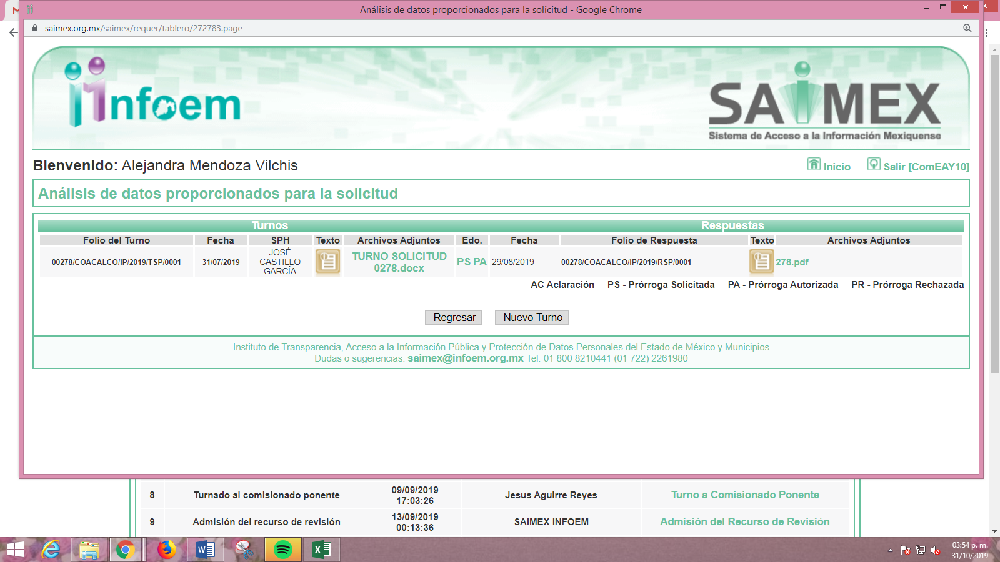 Análisis de datos proporcionados para la solicitud - Google Chrome
saimex.org.mx/saimex/requer/tablero/272783.page
infoem
SAIMEX
Sistema de Acceso a la Información Mexiquense
Bienvenido: Alejandra Mendoza Vilchis
Inicio Salir [ComEAY10]
Análisis de datos proporcionados para la solicitud
Turnos Respuestas
Folio del Turno Fecha SPH Texto Archivos Adjuntos Edo. Fecha Folio de Respuesta Texto Archivos Adjuntos
00278/COACALCO/IP/2019/TSP/0001 31/07/2019 JOSÉ CASTILLO GARCÍA TURNO SOLICITUD 0278.docx PS PA 29/08/2019 00278/COACALCO/IP/2019/RSP/0001 278.pdf
AC Aclaración PS - Prórroga Solicitada PA - Prórroga Autorizada PR - Prórroga Rechazada
Regresar Nuevo Turno
Instituto de Transparencia, Acceso a la Información Pública y Protección de Datos Personales del Estado de México y Municipios
Dudas o sugerencias: saimex@infoem.org.mx Tel. 01 800 8210441 (01 722) 2261980
8 Turnado al comisionado ponente 09/09/2019 17:03:26 Jesus Aguirre Reyes Turno a Comisionado Ponente
9 Admisión del recurso de revisión 13/09/2019 00:13:36 SAIMEX INFOEM Admisión del Recurso de Revisión
03:54 p. m.
31/10/2019